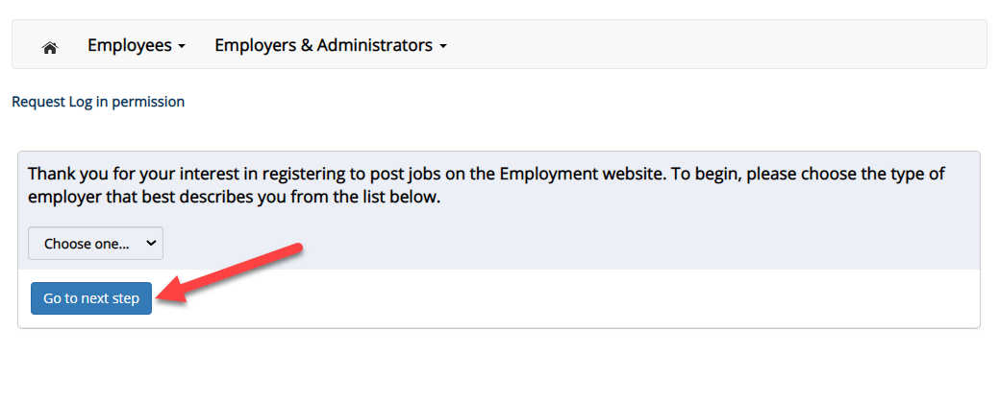 Employees Employers & Administrators
Request Log in permission
Thank you for your interest in registering to post jobs on the Employment website. To begin, please choose the type of
employer that best describes you from the list below.
Choose one...
Go to next step